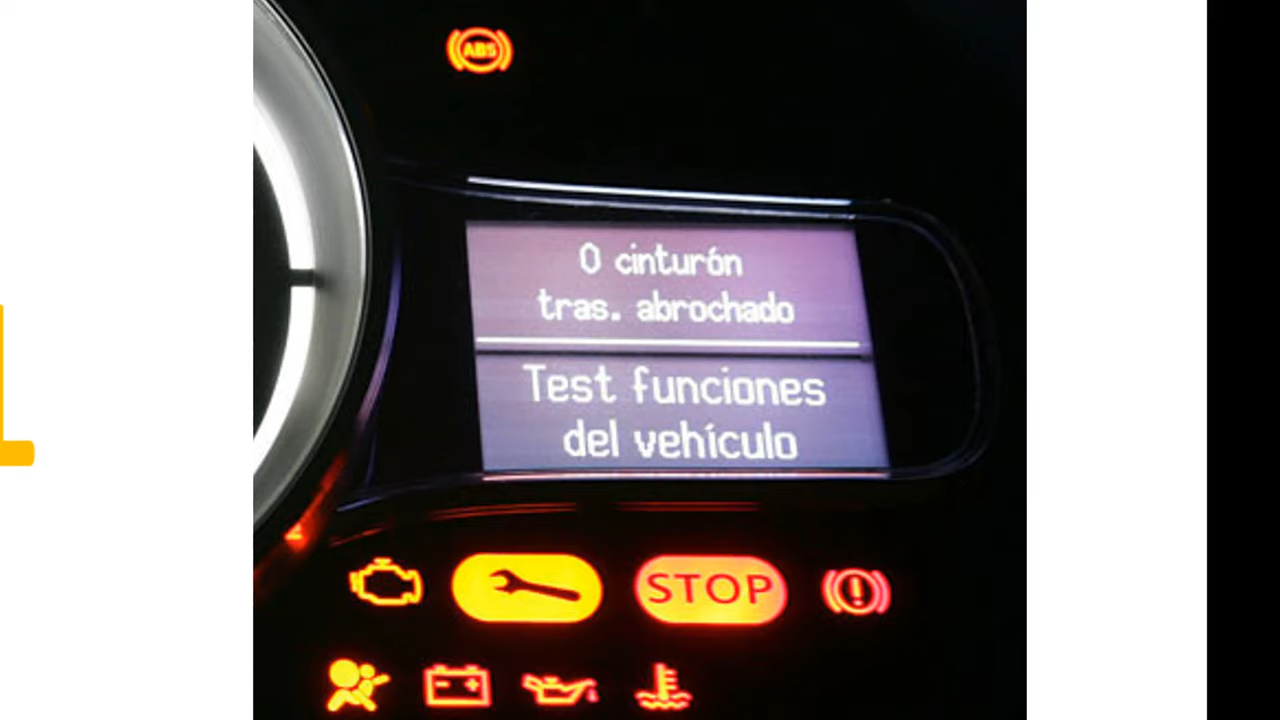 ABS
0 cinturón
tras. abrochado
Test funciones
del vehículo
STOP